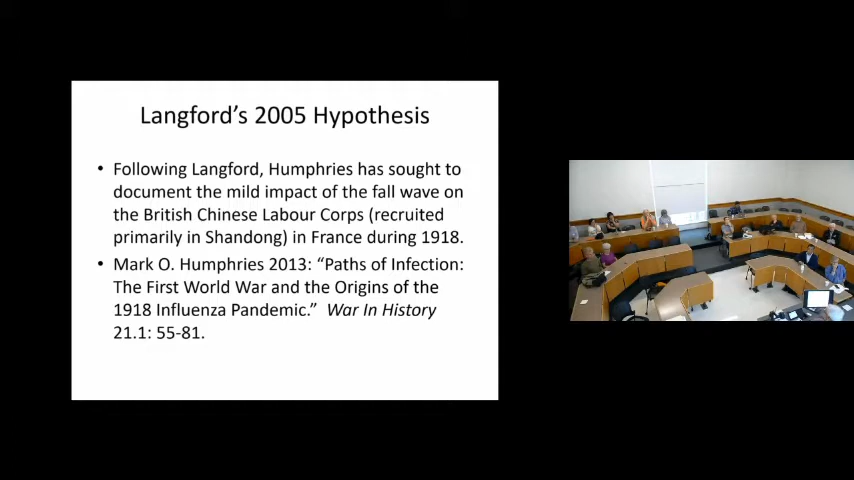 Langford’s 2005 Hypothesis
• Following Langford, Humphries has sought to
document the mild impact of the fall wave on
the British Chinese Labour Corps (recruited
primarily in Shandong) in France during 1918.
• Mark O. Humphries 2013: “Paths of Infection:
The First World War and the Origins of the
1918 Influenza Pandemic.” War In History
21.1: 55-81.